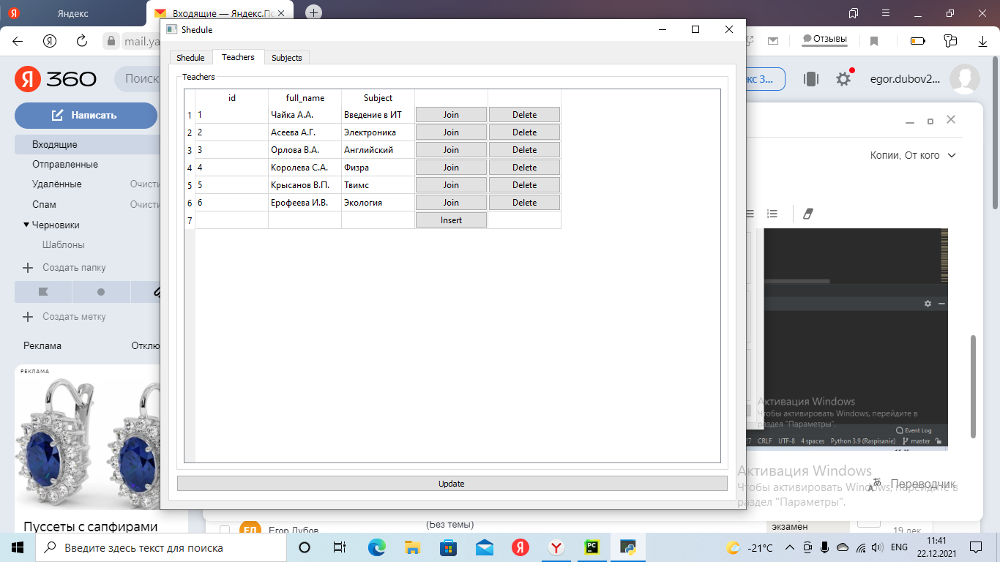 Яндекс
Входящие — Яндекс.По
mail.ya
Отзывы
Shedule
Shedule
Teachers
Subjects
Teachers
id full_name Subject
1 1 Чайка А.А. Введение в ИТ Join Delete
2 2 Асеева А.Г. Электроника Join Delete
3 3 Орлова В.А. Английский Join Delete
4 4 Королева С.А. Физра Join Delete
5 5 Крысанов В.П. Твимс Join Delete
6 6 Ерофеева И.В. Экология Join Delete
7 Insert
Update
Я 360
Поиск
кс 3...
egor.dubov2...
Написать
Входящие
Отправленные
Удалённые Очисти
Спам Очисти
Черновики
Шаблоны
Создать папку
Создать метку
Реклама Отклю
РЕКЛАМА
Пуссеты с сапфирами
Копии, От кого
Активация Windows
Чтобы активировать Windows, перейдите в
раздел "Параметры".
Event Log
27 CRLF UTF-8 4 spaces Python 3.9 (Raspisanie) master
Активация Windows
Чтобы активировать Windows, перейдите в
раздел "Параметры".
Переводчик
ЕД Егор Дубов (Без темы)
экзамен
19 дек
Введите здесь текст для поиска
-21°C
ENG
11:41
22.12.2021